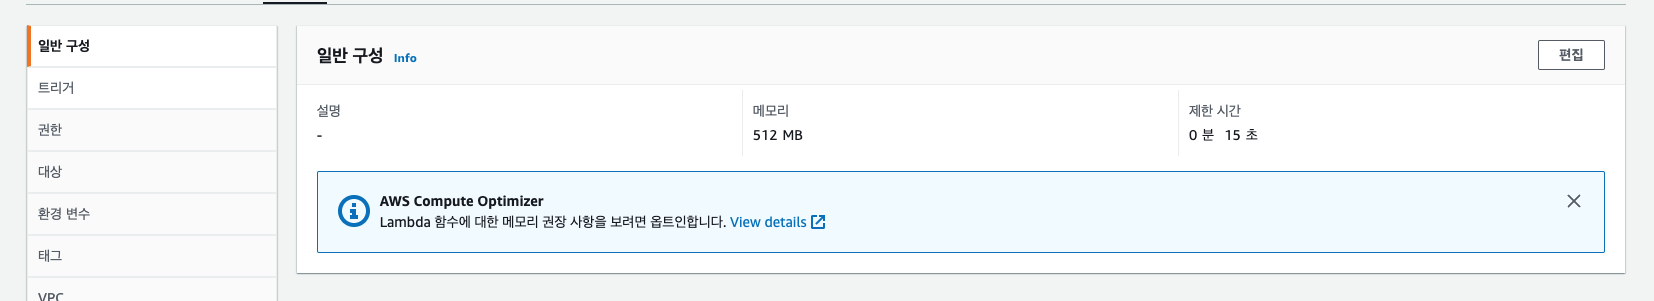 일반 구성
트리거
권한
대상
환경 변수
태그
VPC
일반 구성 Info
편집
설명
-
메모리
512 MB
제한 시간
0 분 15 초
AWS Compute Optimizer
Lambda 함수에 대한 메모리 권장 사항을 보려면 옵트인합니다. View details